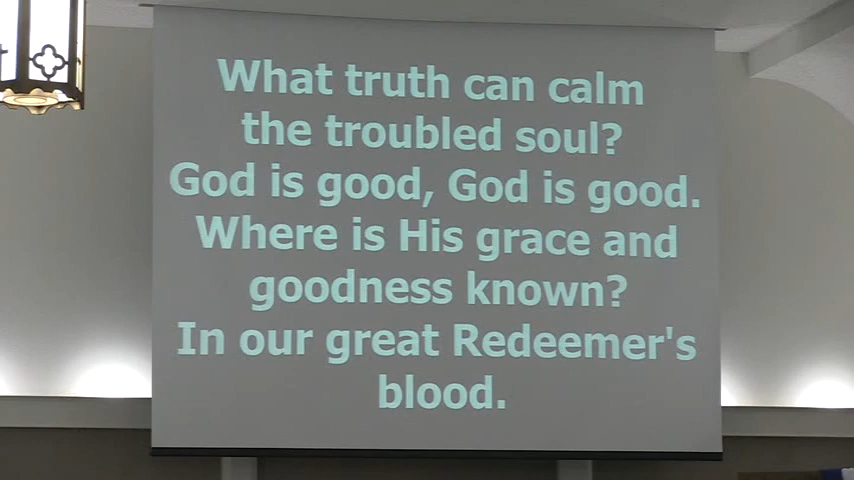 What truth can calm
the troubled soul?
God is good, God is good.
Where is His grace and
goodness known?
In our great Redeemer's
blood.